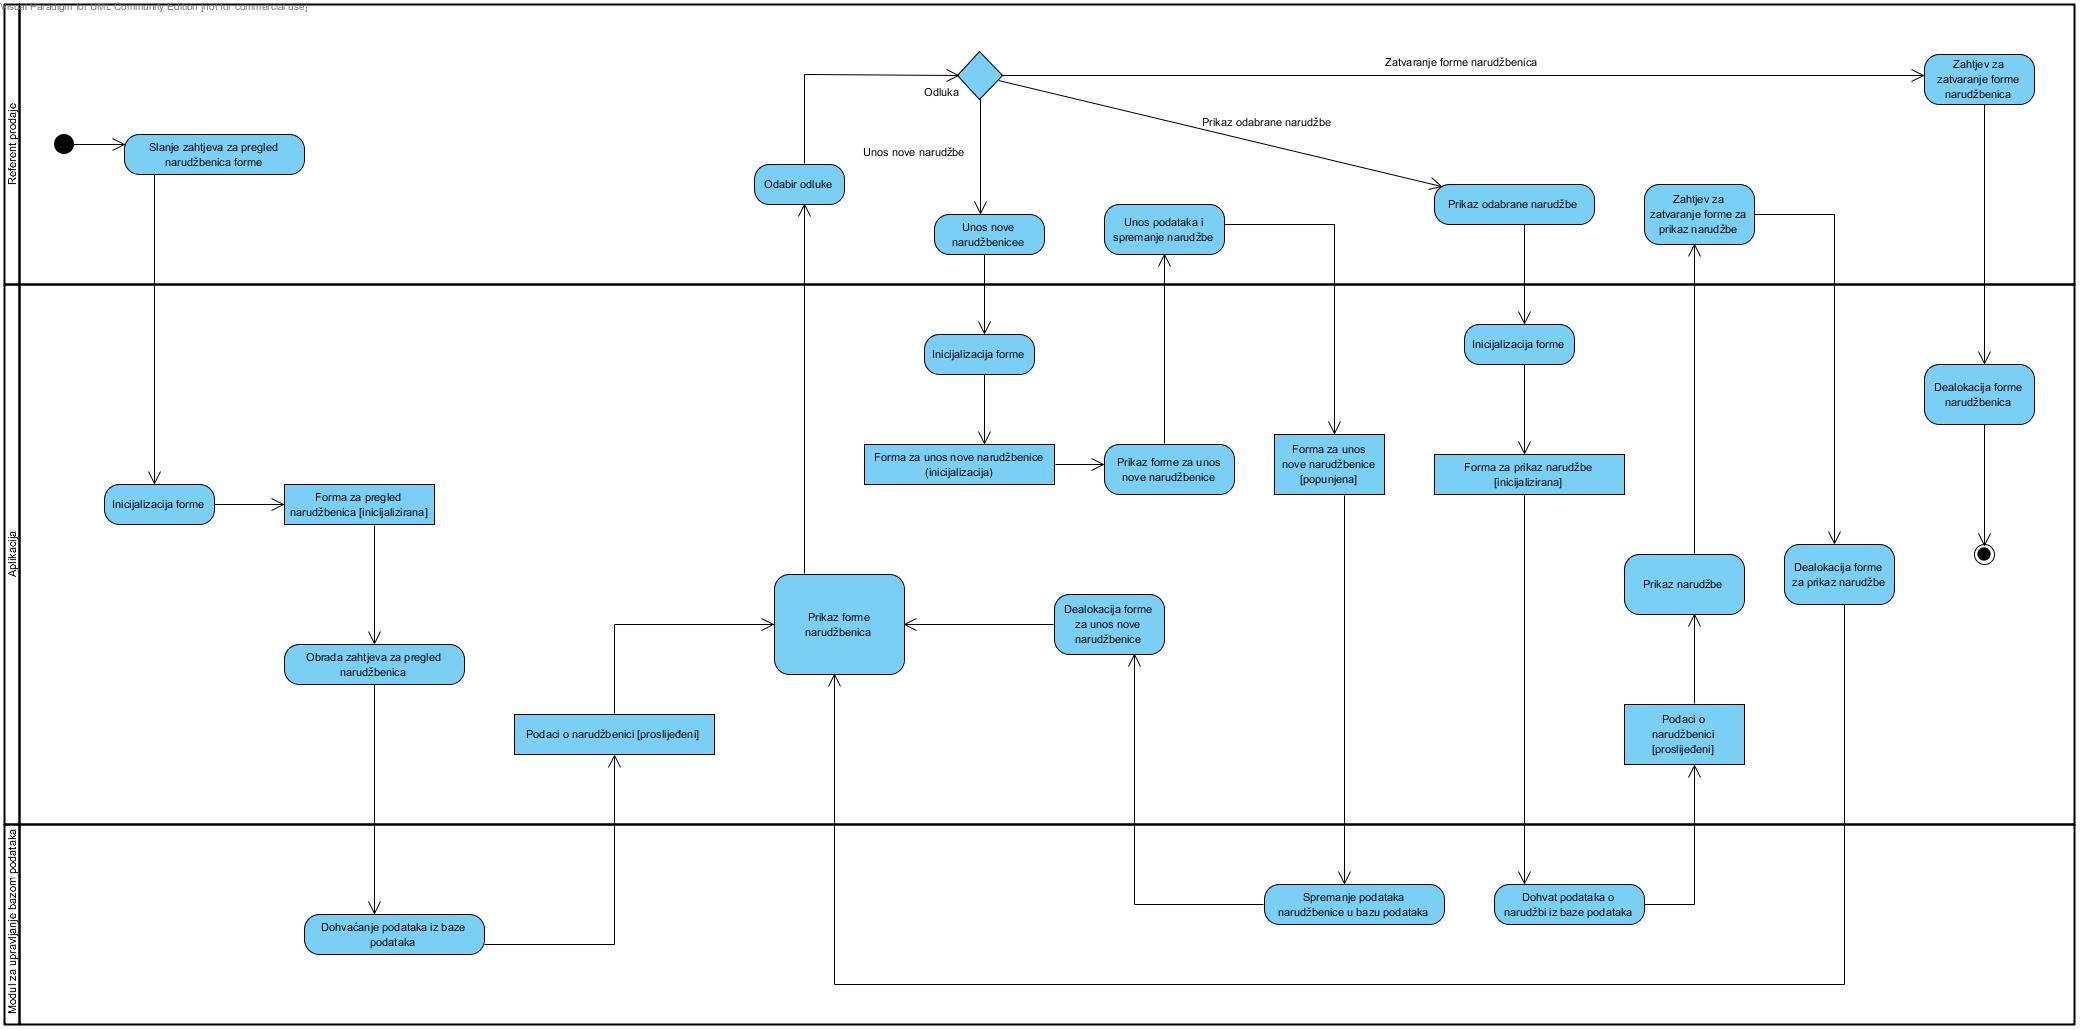 Visual Paradigm for UML Community Edition [not for commercial use]
Referent prodaje
Slanje zahtjeva za pregled
narudžbenica forme
Odabir odluke
Odluka
Unos nove narudžbe
Prikaz odabrane narudžbe
Zatvaranje forme narudžbenica
Zahtjev za
zatvaranje forme
narudžbenica
Unos nove
narudžbenicee
Unos podataka i
spremanje narudžbe
Prikaz odabrane narudžbe
Zahtjev za
zatvaranje forme za
prikaz narudžbe
Aplikacija
Inicijalizacija forme
Forma za pregled
narudžbenica [inicijalizirana]
Obrada zahtjeva za pregled
narudžbenica
Podaci o narudžbenici [proslijeđeni]
Prikaz forme
narudžbenica
Inicijalizacija forme
Forma za unos nove narudžbenice
(inicijalizacija)
Prikaz forme za unos
nove narudžbenice
Dealokacija forme
za unos nove
narudžbenice
Forma za unos
nove narudžbenice
[popunjena]
Inicijalizacija forme
Forma za prikaz narudžbe
[inicijalizirana]
Prikaz narudžbe
Podaci o
narudžbenici
[proslijeđeni]
Dealokacija forme
za prikaz narudžbe
Dealokacija forme
narudžbenica
Modul za upravljanje bazom podataka
Dohvaćanje podataka iz baze
podataka
Spremanje podataka
narudžbenice u bazu podataka
Dohvat podataka o
narudžbi iz baze podataka